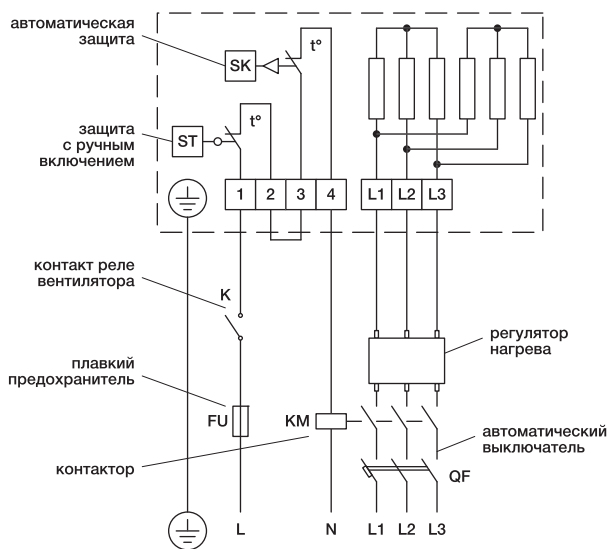 автоматическая
защита
SK
t°
защита
с ручным
включением
ST
t°
1 2 3 4 L1 L2 L3
контакт реле
вентилятора
K
регулятор
нагрева
плавкий
предохранитель
FU
KM
автоматический
выключатель
контактор
QF
L N L1 L2 L3